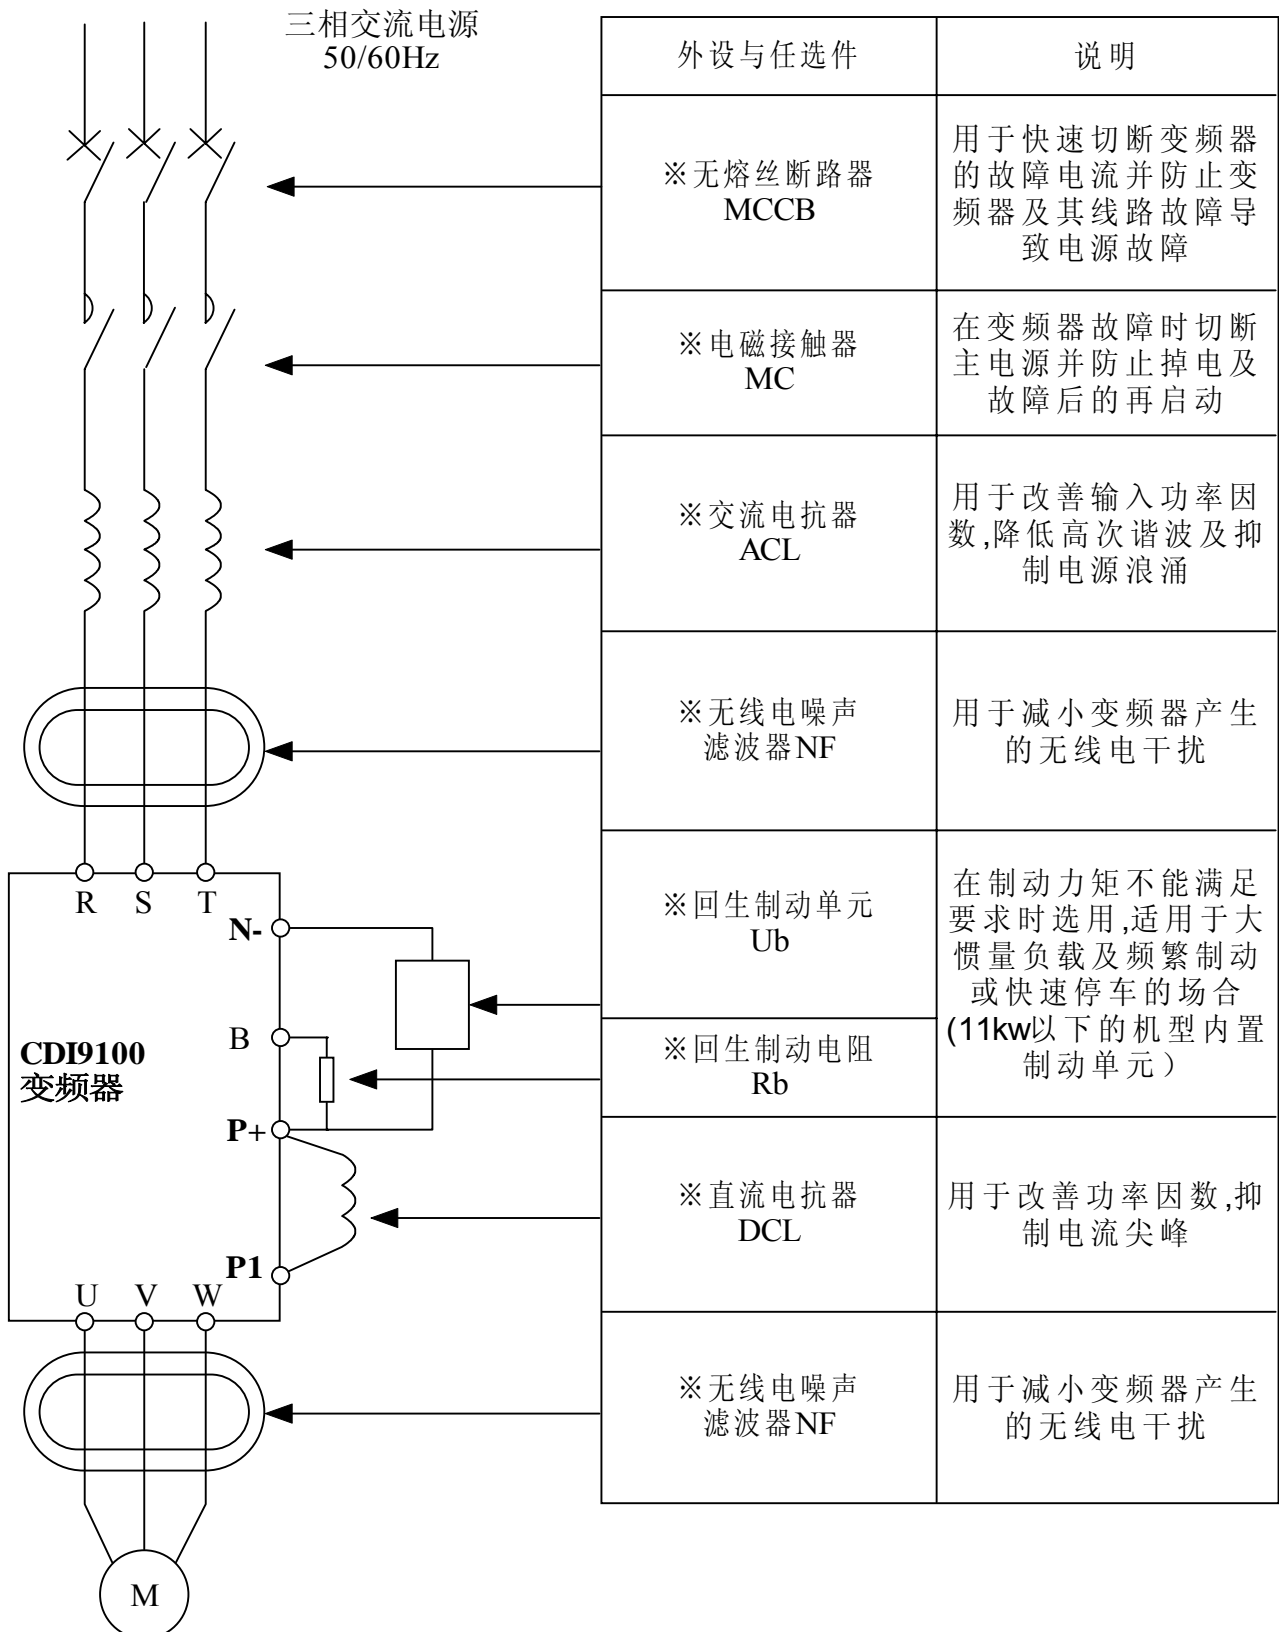 三相交流电源
50/60Hz
外设与任选件
说明
※无熔丝断路器
MCCB
用于快速切断变频器
的故障电流并防止变
频器及其线路故障导
致电源故障
※电磁接触器
MC
在变频器故障时切断
主电源并防止掉电及
故障后的再启动
※交流电抗器
ACL
用于改善输入功率因
数,降低高次谐波及抑
制电源浪涌
※无线电噪声
滤波器NF
用于减小变频器产生
的无线电干扰
R S T
N-
B
CDI9100
变频器
P+
P1
U V W
※回生制动单元
Ub
※回生制动电阻
Rb
在制动力矩不能满足
要求时选用,适用于大
惯量负载及频繁制动
或快速停车的场合
(11kw以下的机型内置
制动单元）
※直流电抗器
DCL
用于改善功率因数,抑
制电流尖峰
※无线电噪声
滤波器NF
用于减小变频器产生
的无线电干扰
M